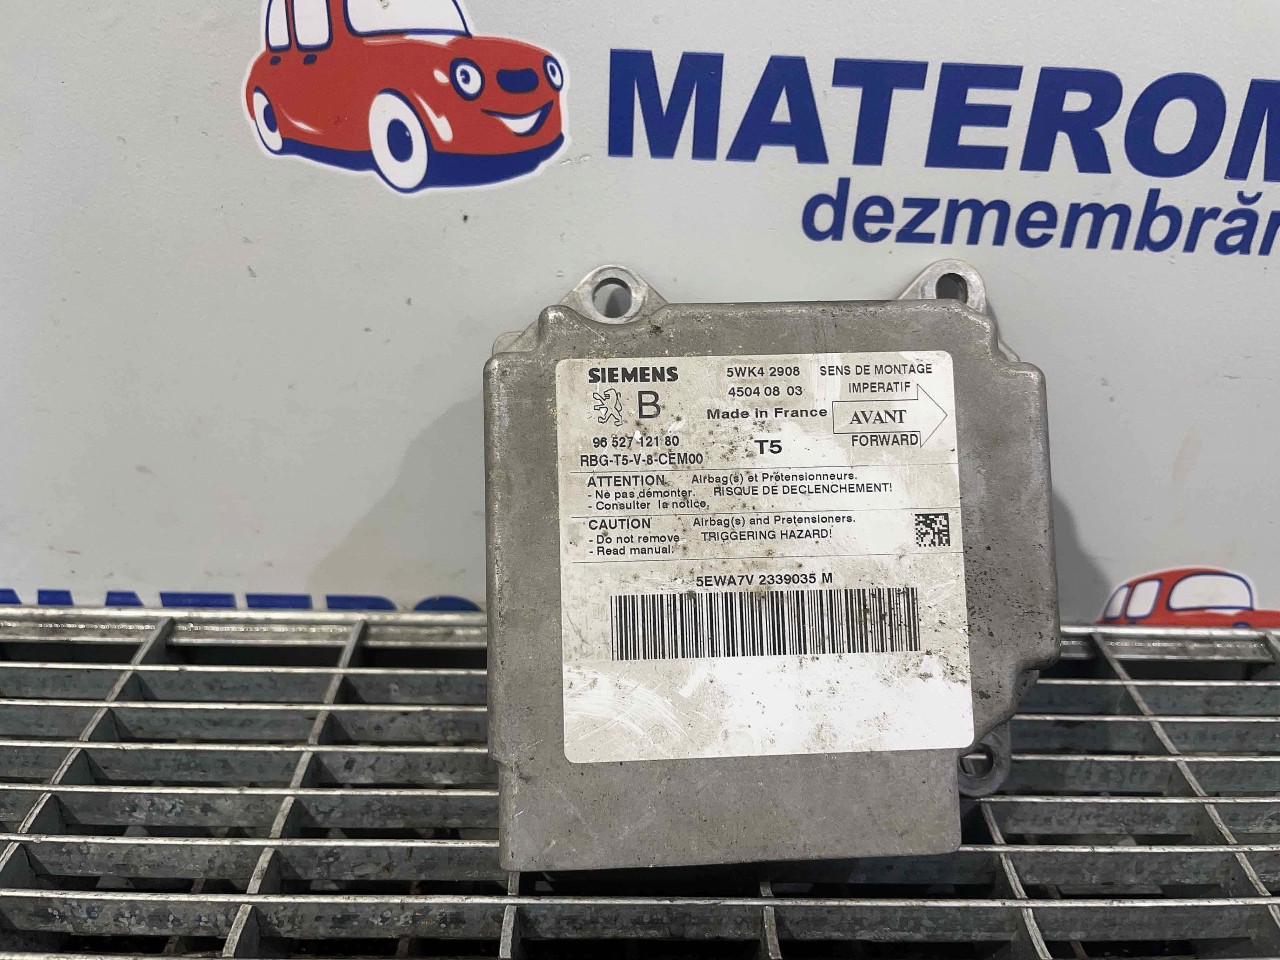 MATEROM
dezmembrăr
SIEMENS
B
96 527 121 80
RBG-T5-V-8-CEM00
5WK4 2908
4504 08 03
Made in France
T5
SENS DE MONTAGE
IMPERATIF
AVANT
FORWARD
ATTENTION Airbag(s) et Prétensionneurs.
- Ne pas démonter. RISQUE DE DECLENCHEMENT!
- Consulter la notice.
CAUTION Airbag(s) and Pretensioners.
- Do not remove TRIGGERING HAZARD!
- Read manual.
5EWA7V 2339035 M